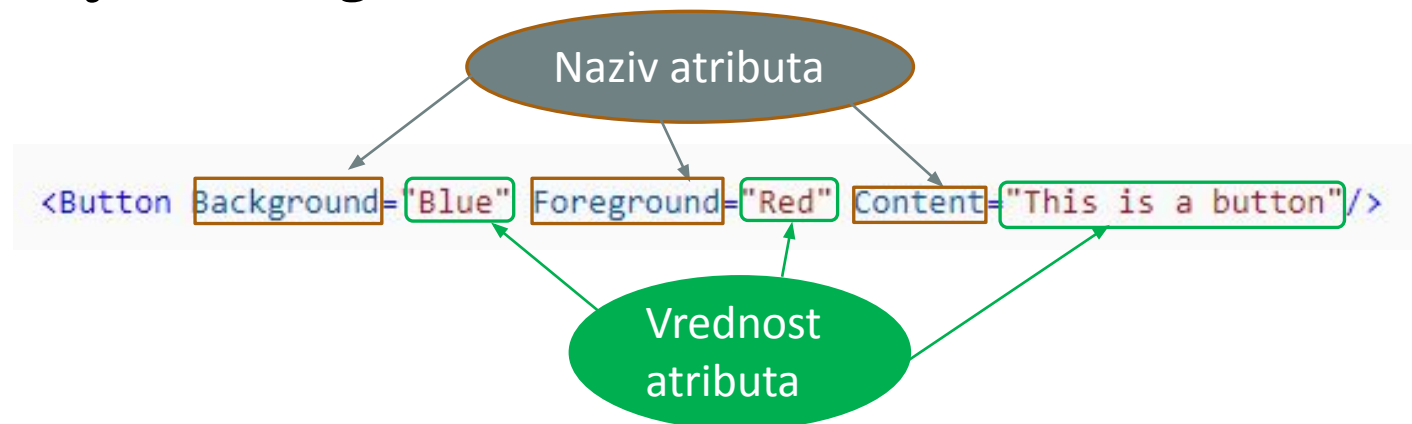 Naziv atributa
<Button Background="Blue" Foreground="Red" Content="This is a button"/>
Vrednost
atributa